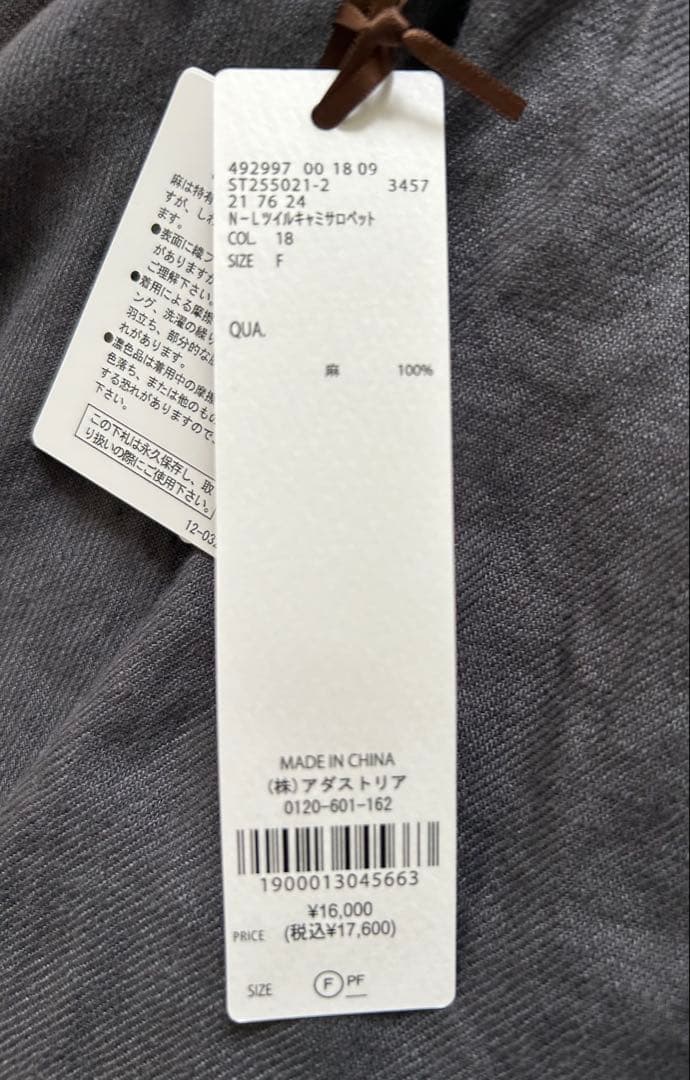 492997 00 18 09
ST255021-2 3457
21 76 24
N-Lﾂｲﾙｷｬﾐｻﾛﾍﾟｯﾄ
COL. 18
SIZE F
QUA.
麻 100%
MADE IN CHINA
(株)アダストリア
0120-601-162
1900013045663
¥16,000
PRICE (税込¥17,600)
SIZE F PF
麻は特有
すが、しわ
ます。
●表面に繊
がありますが
ご理解下さい。
●着用による摩擦
ング、洗濯の繰り
羽立ち、部分的な
れがあります。
●濃色品は着用中の摩擦
色落ち、または他のもの
する恐れがありますので、
下さい。
この下札は永久保存し、取
り扱いの際にご使用下さい。
12-032